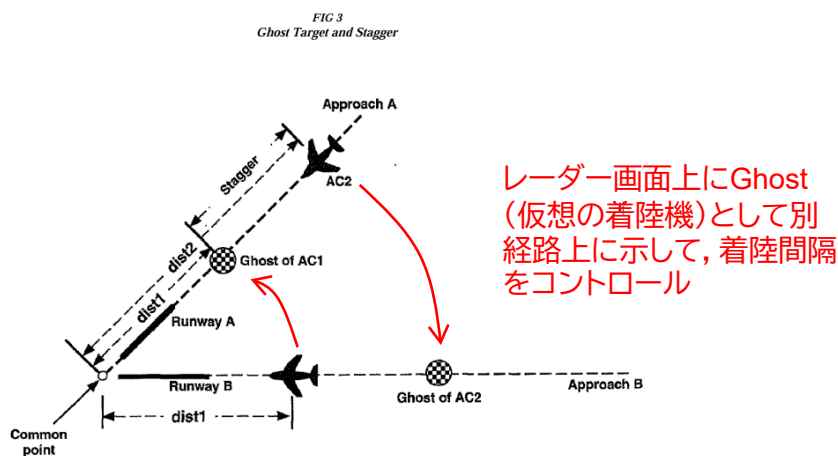 FIG 3
Ghost Target and Stagger
Approach A
Stagger
AC2
dist2
Ghost of AC1
dist1
Runway A
レーダー画面上にGhost
(仮想の着陸機)として別
経路上に示して, 着陸間隔
をコントロール
Runway B
Ghost of AC2
Approach B
dist1
Common
point